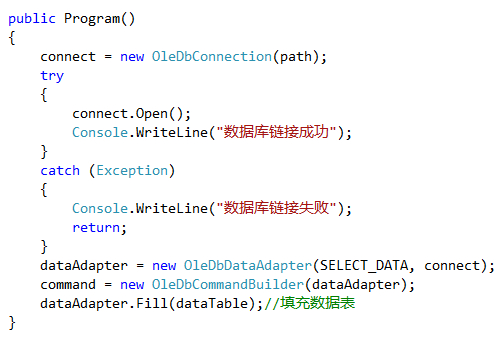 public Program()
{
    connect = new OleDbConnection(path);
    try
    {
        connect.Open();
        Console.WriteLine("数据库链接成功");
    }
    catch (Exception)
    {
        Console.WriteLine("数据库链接失败");
        return;
    }
    dataAdapter = new OleDbDataAdapter(SELECT_DATA, connect);
    command = new OleDbCommandBuilder(dataAdapter);
    dataAdapter.Fill(dataTable);//填充数据表
}